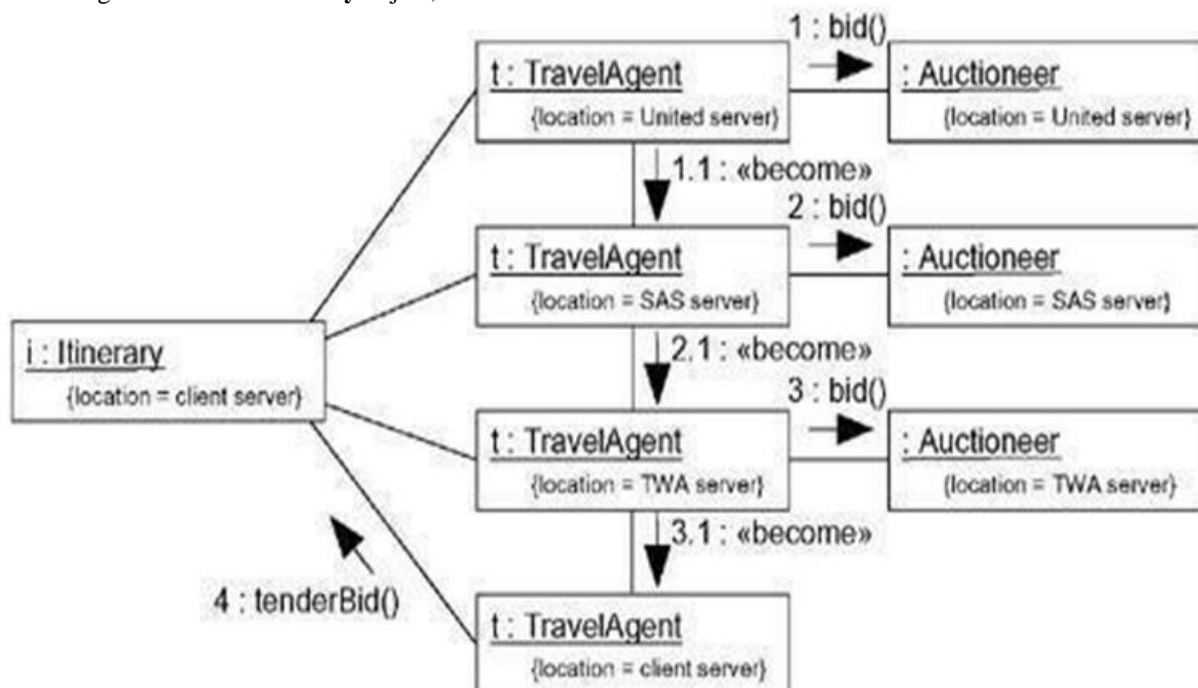 1 : bid()
t : TravelAgent
{location = United server}
: Auctioneer
{location = United server}
1.1 : «become»
2 : bid()
t : TravelAgent
{location = SAS server}
: Auctioneer
{location = SAS server}
i : Itinerary
{location = client server}
2.1 : «become»
3 : bid()
t : TravelAgent
{location = TWA server}
: Auctioneer
{location = TWA server}
3.1 : «become»
4 : tenderBid()
t : TravelAgent
{location = client server}